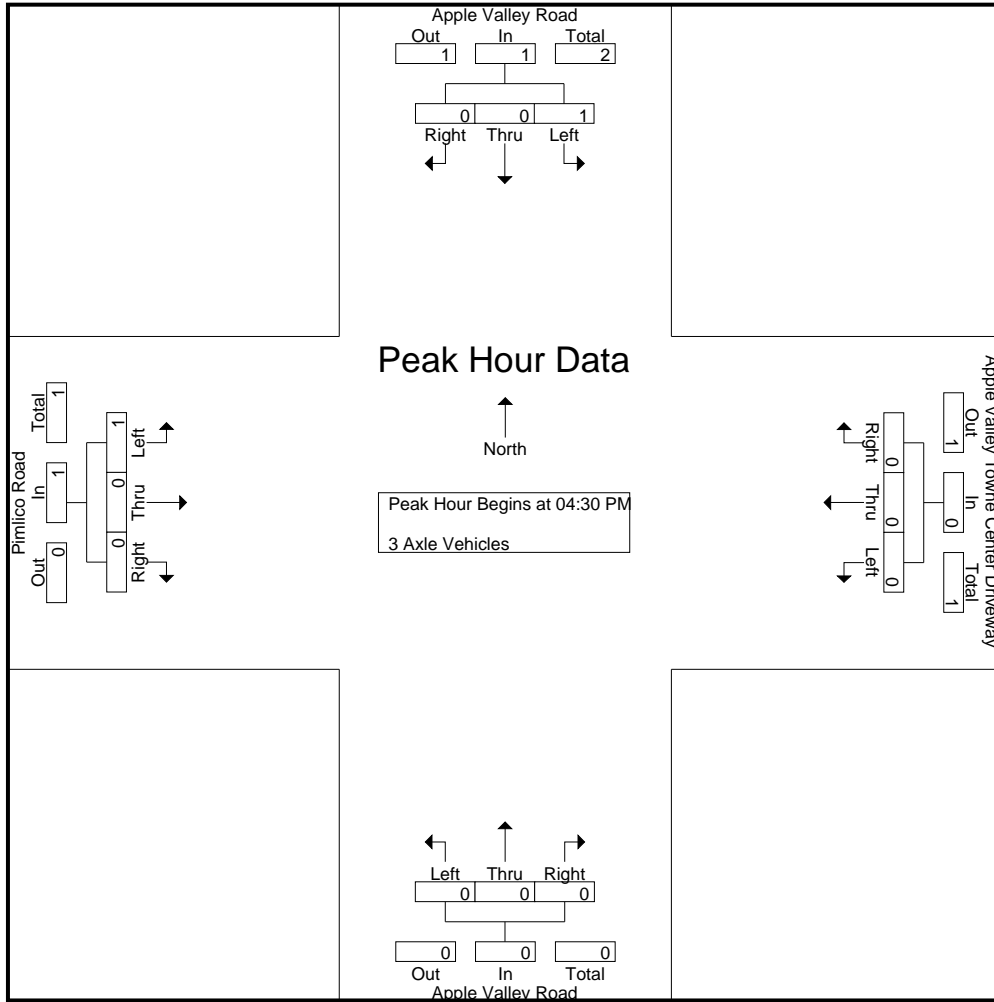 Apple Valley Road
Out In Total
1 1 2
0 0 1
Right Thru Left
Peak Hour Data
North
Peak Hour Begins at 04:30 PM
3 Axle Vehicles
Pimlico Road
Out In Total
0 1 1
1 0 0
Left Thru Right
Apple Valley Towne Center Driveway
Out In Total
1 0 1
0 0 0
Right Thru Left
Left Thru Right
0 0 0
0 0 0
Out In Total
Apple Valley Road